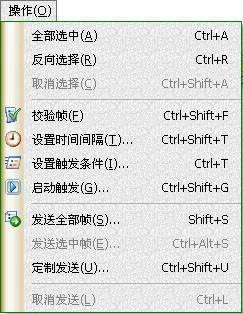 操作(O)
全部选中(A) Ctrl+A
反向选择(R) Ctrl+R
取消选择(C) Ctrl+Shift+A
校验帧(F) Ctrl+Shift+F
设置时间间隔(T)... Ctrl+Shift+T
设置触发条件(I)... Ctrl+T
启动触发(G)... Ctrl+Shift+G
发送全部帧(S)... Shift+S
发送选中帧(E)... Ctrl+Alt+S
定制发送(U)... Ctrl+Shift+U
取消发送(L) Ctrl+L